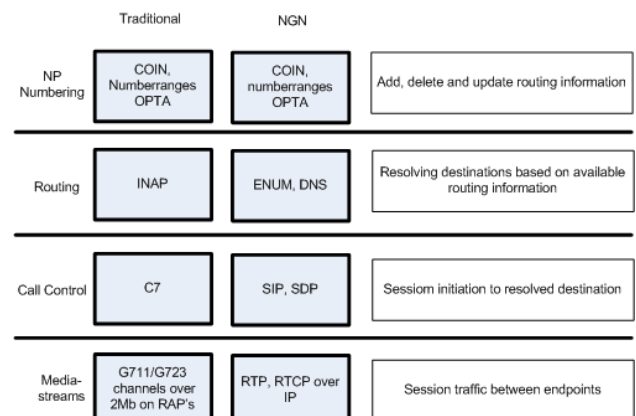 Traditional
NGN
NP
Numbering
COIN,
Numberranges
OPTA
COIN,
numberranges
OPTA
Add, delete and update routing information
Routing
INAP
ENUM, DNS
Resolving destinations based on available
routing information
Call Control
C7
SIP, SDP
Sessiorn initiation to resolved destination
Media-
streams
G711/G723
channels over
2Mb on RAP's
RTP, RTCP over
IP
Session traffic between endpoints